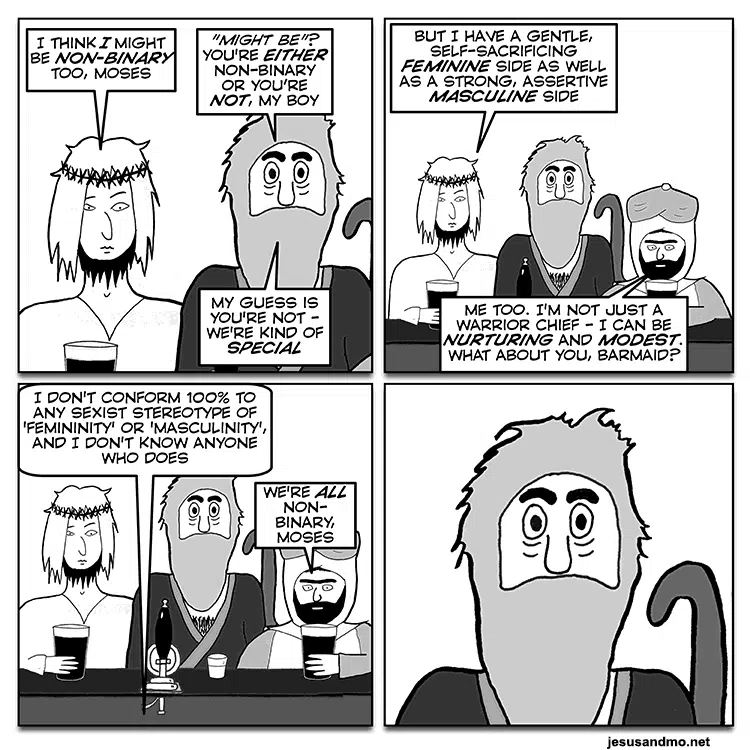 I THINK I MIGHT
BE NON-BINARY
TOO, MOSES
"MIGHT BE"?
YOU'RE EITHER
NON-BINARY
OR YOU'RE
NOT, MY BOY
MY GUESS IS
YOU'RE NOT -
WE'RE KIND OF
SPECIAL
BUT I HAVE A GENTLE,
SELF-SACRIFICING
FEMININE SIDE AS WELL
AS A STRONG, ASSERTIVE
MASCULINE SIDE
ME TOO. I'M NOT JUST A
WARRIOR CHIEF - I CAN BE
NURTURING AND MODEST.
WHAT ABOUT YOU, BARMAID?
I DON'T CONFORM 100% TO
ANY SEXIST STEREOTYPE OF
'FEMININITY' OR 'MASCULINITY',
AND I DON'T KNOW ANYONE
WHO DOES
WE'RE ALL
NON-
BINARY,
MOSES
jesusandmo.net